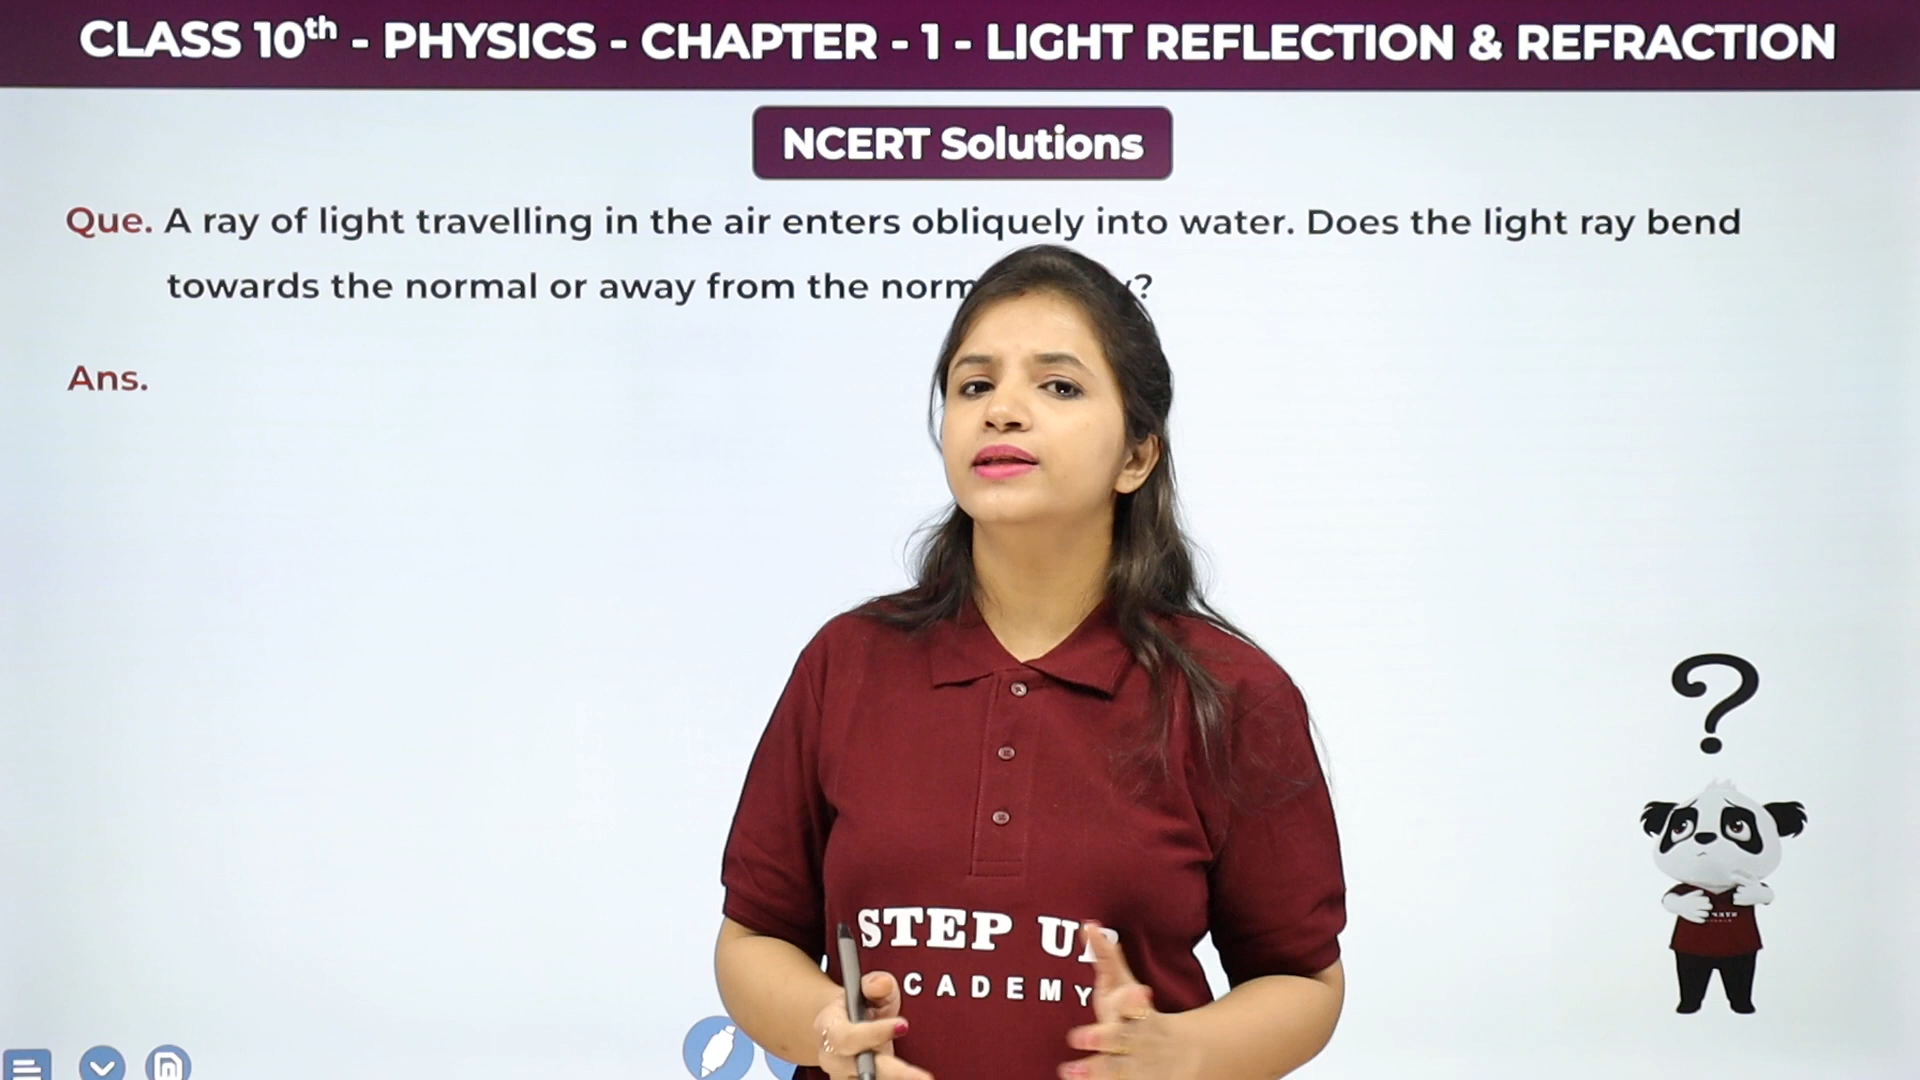 CLASS 10th - PHYSICS - CHAPTER - 1 - LIGHT REFLECTION & REFRACTION
NCERT Solutions
Que. A ray of light travelling in the air enters obliquely into water. Does the light ray bend
towards the normal or away from the norm ?
Ans.
STEP UP
CADEMY